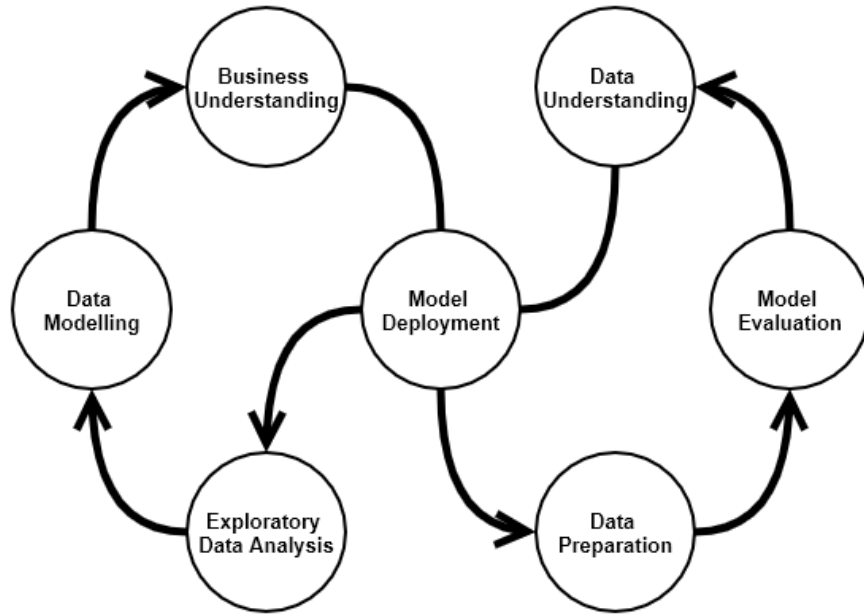 Business
Understanding
Data
Understanding
Data
Modelling
Model
Deployment
Model
Evaluation
Exploratory
Data Analysis
Data
Preparation